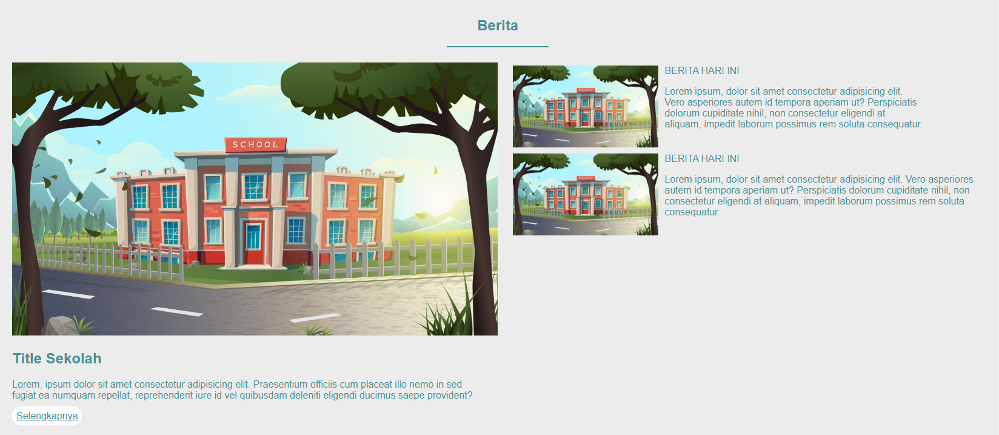 Berita
SCHOOL
Title Sekolah
Lorem, ipsum dolor sit amet consectetur adipisicing elit. Praesentium officiis cum placeat illo nemo in sed
fugiat ea numquam repellat, reprehenderit iure id vel quibusdam deleniti eligendi ducimus saepe provident?
Selengkapnya
SCHOOL
BERITA HARI INI
Lorem ipsum, dolor sit amet consectetur adipisicing elit.
Vero asperiores autem id tempora aperiam ut? Perspiciatis
dolorum cupiditate nihil, non consectetur eligendi at
aliquam, impedit laborum possimus rem soluta consequatur.
SCHOOL
BERITA HARI INI
Lorem ipsum, dolor sit amet consectetur adipisicing elit. Vero asperiores
autem id tempora aperiam ut? Perspiciatis dolorum cupiditate nihil, non
consectetur eligendi at aliquam, impedit laborum possimus rem soluta
consequatur.